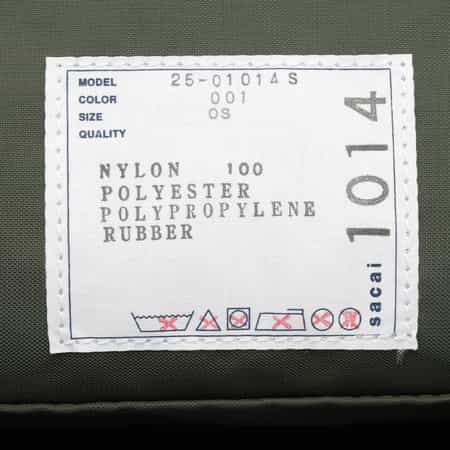 MODEL 25-01014S
COLOR 001
SIZE OS
QUALITY
NYLON 100
POLYESTER
POLYPROPYLENE
RUBBER
1014
sacai